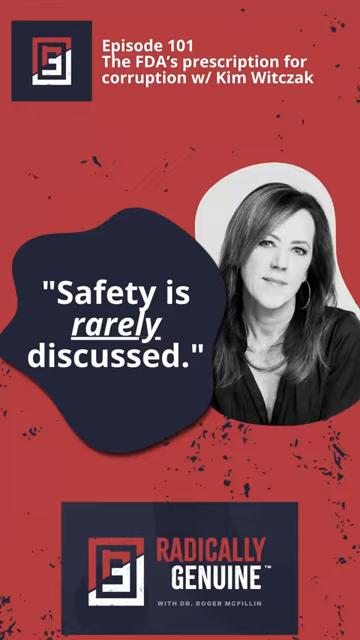 Episode 101
The FDA's prescription for
corruption w/ Kim Witczak
"Safety is
rarely
discussed."
RADICALLY
GENUINE™
WITH DR. ROGER MCFILLIN